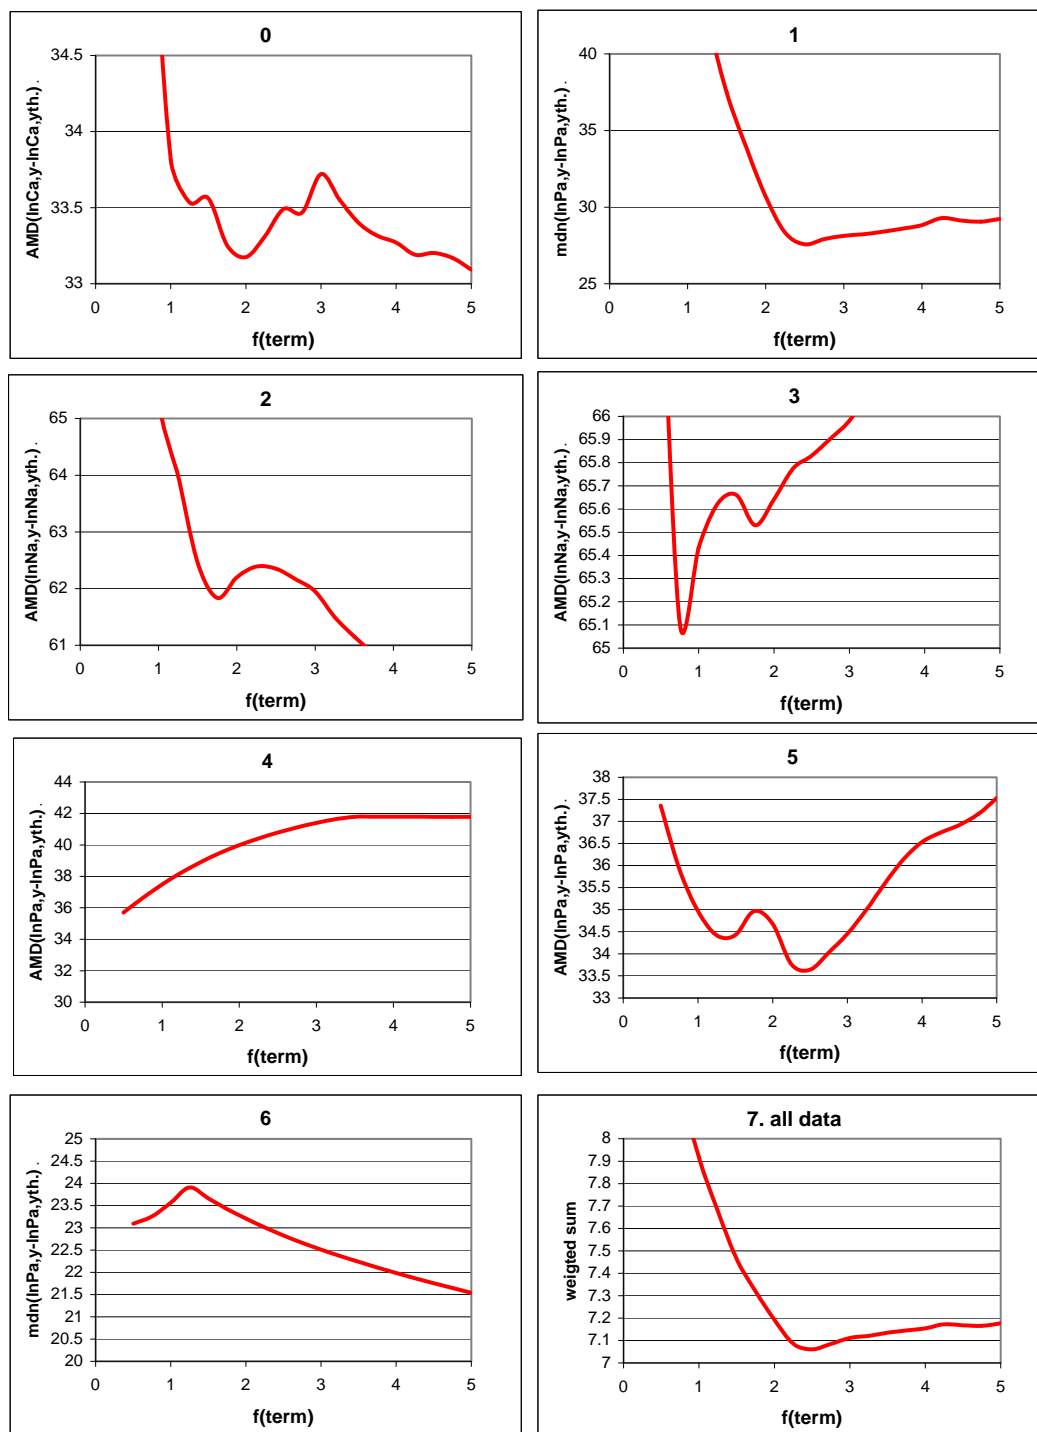 0
AMD(lnCa,y-lnCa,yth.) .
34.5
34
33.5
33
0 1 2 3 4 5
f(term)
1
mdn(lnPa,y-lnPa,yth.) .
40
35
30
25
0 1 2 3 4 5
f(term)
2
AMD(lnNa,y-lnNa,yth.) .
65
64
63
62
61
0 1 2 3 4 5
f(term)
3
AMD(lnNa,y-lnNa,yth.) .
66
65.9
65.8
65.7
65.6
65.5
65.4
65.3
65.2
65.1
65
0 1 2 3 4 5
f(term)
4
AMD(lnPa,y-lnPa,yth.) .
44
42
40
38
36
34
32
30
0 1 2 3 4 5
f(term)
5
AMD(lnPa,y-lnPa,yth.) .
38
37.5
37
36.5
36
35.5
35
34.5
34
33.5
33
0 1 2 3 4 5
f(term)
6
mdn(lnPa,y-lnPa,yth.) .
25
24.5
24
23.5
23
22.5
22
21.5
21
20.5
20
0 1 2 3 4 5
f(term)
7. all data
weigted sum
8
7.9
7.8
7.7
7.6
7.5
7.4
7.3
7.2
7.1
7
0 1 2 3 4 5
f(term)